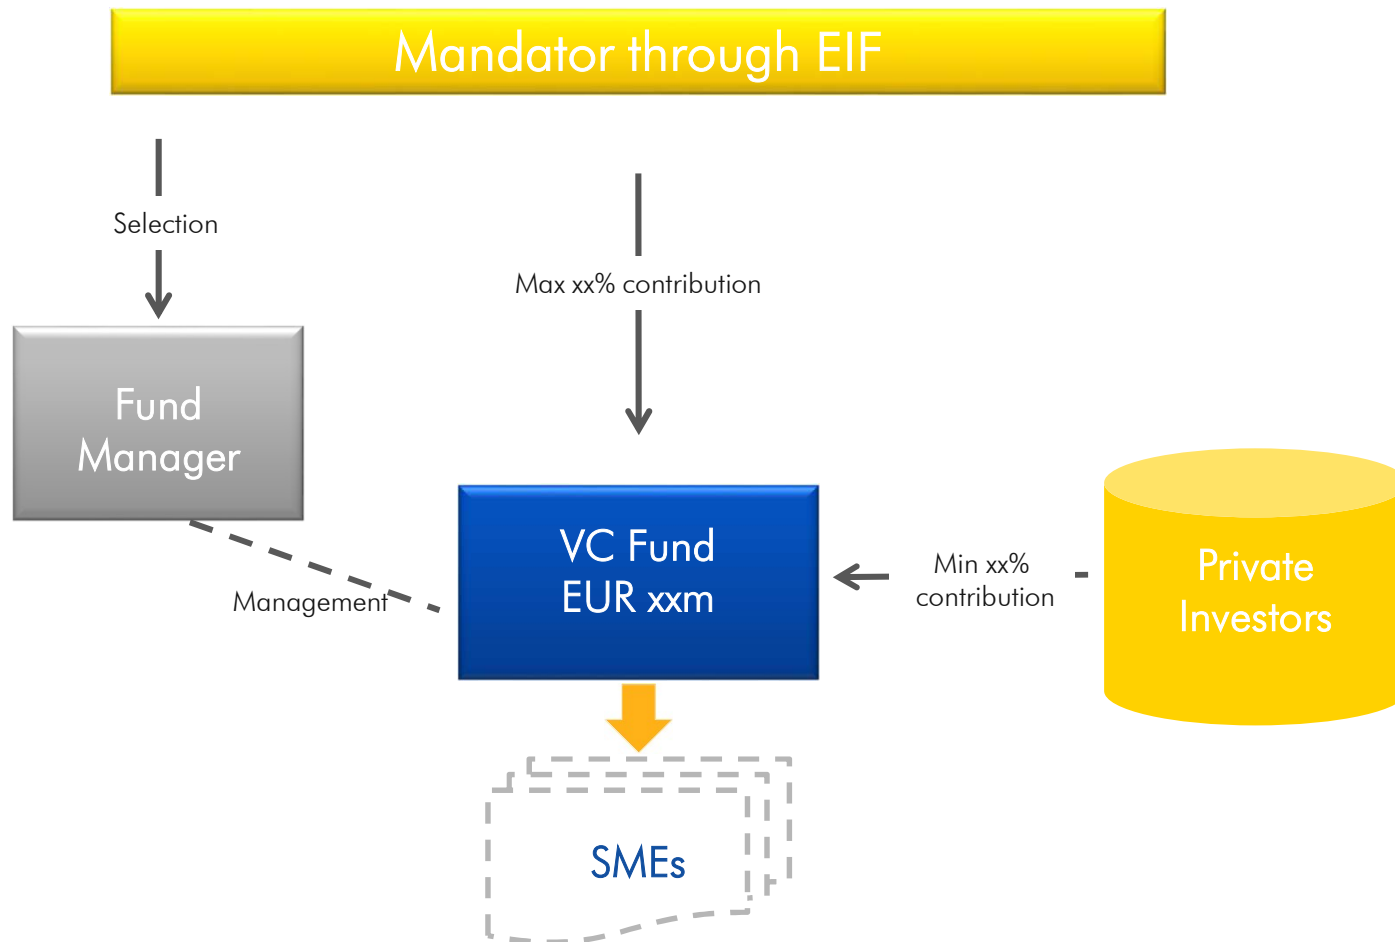 Mandator through EIF
Selection
Max xx% contribution
Fund
Manager
Management
VC Fund
EUR xxm
Min xx%
contribution
Private
Investors
SMEs